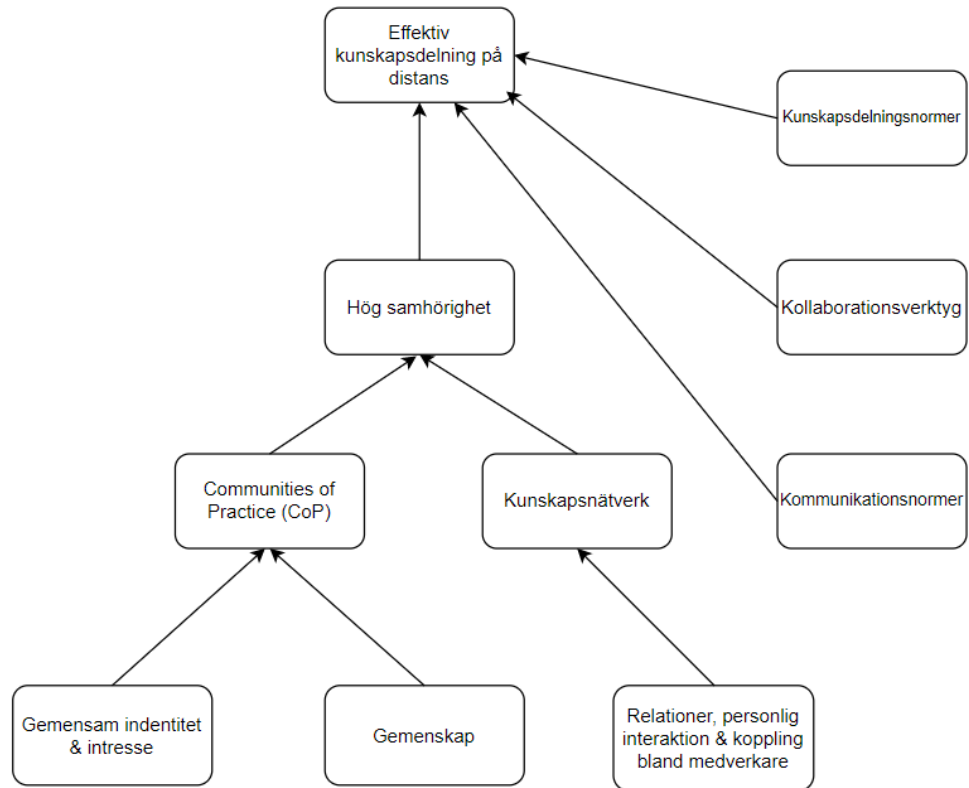 Effektiv
kunskapsdelning på
distans
Kunskapsdelningsnormer
Hög samhörighet
Kollaborationsverktyg
Communities of
Practice (CoP)
Kunskapsnätverk
Kommunikationsnormer
Gemensam indentitet
& intresse
Gemenskap
Relationer, personlig
interaktion & koppling
bland medverkare